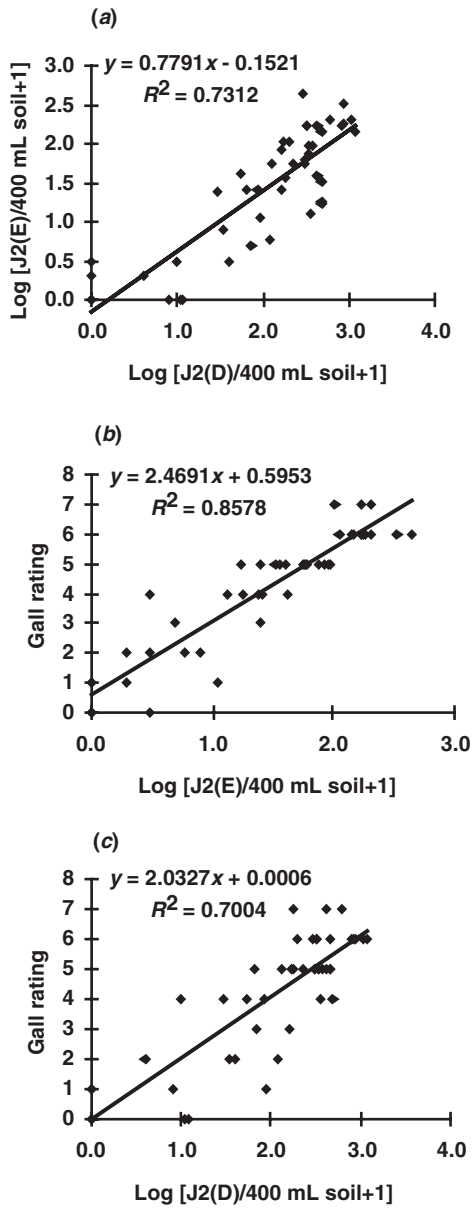 (a)
y = 0.7791x - 0.1521
R² = 0.7312
Log [J2(E)/400 mL soil+1]
3.0
2.5
2.0
1.5
1.0
0.5
0.0
0.0 1.0 2.0 3.0 4.0
Log [J2(D)/400 mL soil+1]
(b)
y = 2.4691x + 0.5953
R² = 0.8578
Gall rating
8
7
6
5
4
3
2
1
0
0.0 1.0 2.0 3.0
Log [J2(E)/400 mL soil+1]
(c)
y = 2.0327x + 0.0006
R² = 0.7004
Gall rating
8
7
6
5
4
3
2
1
0
0.0 1.0 2.0 3.0 4.0
Log [J2(D)/400 mL soil+1]